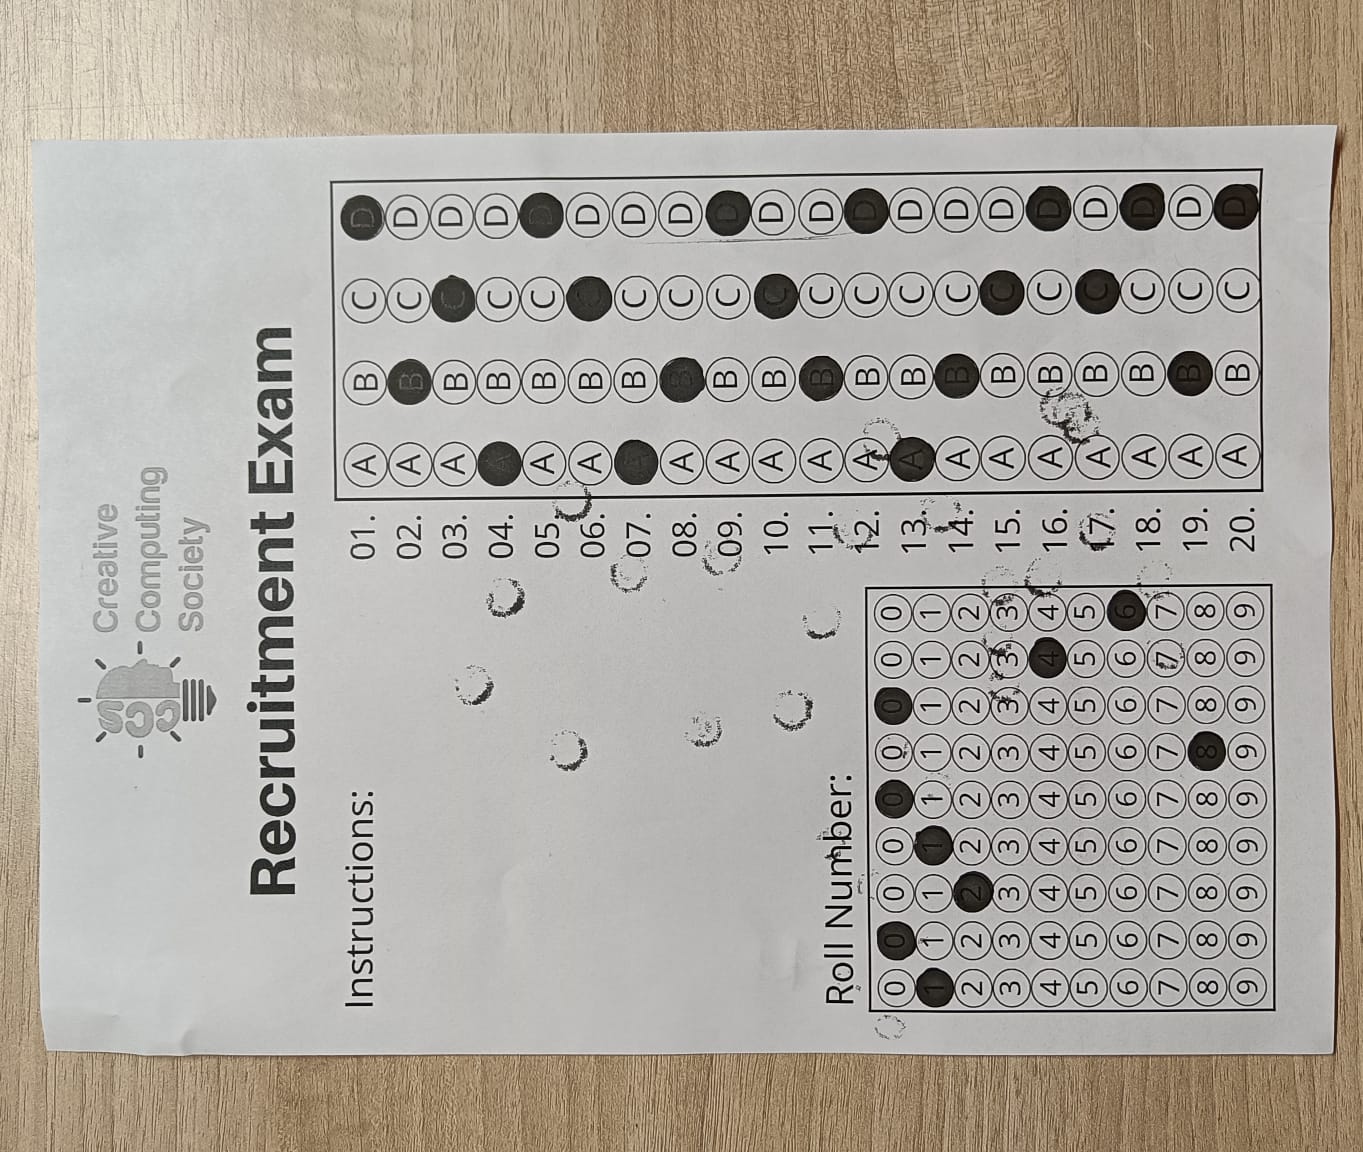 CCS
Creative
Computing
Society
Recruitment Exam
Instructions:
01. A B C D
02. A B C D
03. A B C D
04. A B C D
05. A B C D
06. A B C D
07. A B C D
08. A B C D
09. A B C D
10. A B C D
11. A B C D
12. A B C D
13. A B C D
14. A B C D
15. A B C D
16. A B C D
17. A B C D
18. A B C D
19. A B C D
20. A B C D
Roll Number:
0 0 0 0 0 0 0 0 0
1 1 1 1 1 1 1 1 1
2 2 2 2 2 2 2 2 2
3 3 3 3 3 3 3 3 3
4 4 4 4 4 4 4 4 4
5 5 5 5 5 5 5 5 5
6 6 6 6 6 6 6 6 6
7 7 7 7 7 7 7 7 7
8 8 8 8 8 8 8 8 8
9 9 9 9 9 9 9 9 9